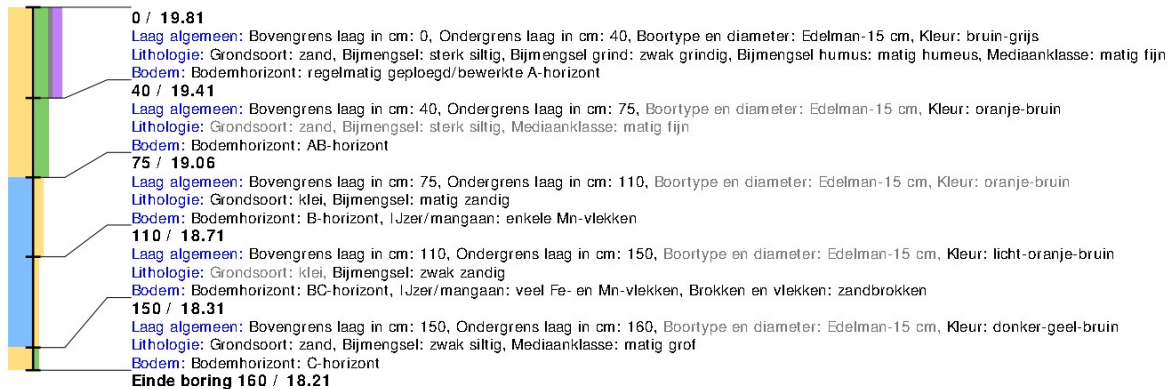 0 / 19.81
Laag algemeen: Bovengrens laag in cm: 0, Ondergrens laag in cm: 40, Boortype en diameter: Edelman-15 cm, Kleur: bruin-grijs
Lithologie: Grondsoort: zand, Bijmengsel: sterk siltig, Bijmengsel grind: zwak grindig, Bijmengsel humus: matig humeus, Mediaanklasse: matig fijn
Bodem: Bodemhorizont: regelmatig geploegd/bewerkte A-horizont
40 / 19.41
Laag algemeen: Bovengrens laag in cm: 40, Ondergrens laag in cm: 75, Boortype en diameter: Edelman-15 cm, Kleur: oranje-bruin
Lithologie: Grondsoort: zand, Bijmengsel: sterk siltig, Mediaanklasse: matig fijn
Bodem: Bodemhorizont: AB-horizont
75 / 19.06
Laag algemeen: Bovengrens laag in cm: 75, Ondergrens laag in cm: 110, Boortype en diameter: Edelman-15 cm, Kleur: oranje-bruin
Lithologie: Grondsoort: klei, Bijmengsel: matig zandig
Bodem: Bodemhorizont: B-horizont, IJzer/mangaan: enkele Mn-vlekken
110 / 18.71
Laag algemeen: Bovengrens laag in cm: 110, Ondergrens laag in cm: 150, Boortype en diameter: Edelman-15 cm, Kleur: licht-oranje-bruin
Lithologie: Grondsoort: klei, Bijmengsel: zwak zandig
Bodem: Bodemhorizont: BC-horizont, IJzer/mangaan: veel Fe- en Mn-vlekken, Brokken en vlekken: zandbrokken
150 / 18.31
Laag algemeen: Bovengrens laag in cm: 150, Ondergrens laag in cm: 160, Boortype en diameter: Edelman-15 cm, Kleur: donker-geel-bruin
Lithologie: Grondsoort: zand, Bijmengsel: zwak siltig, Mediaanklasse: matig grof
Bodem: Bodemhorizont: C-horizont
Einde boring 160 / 18.21